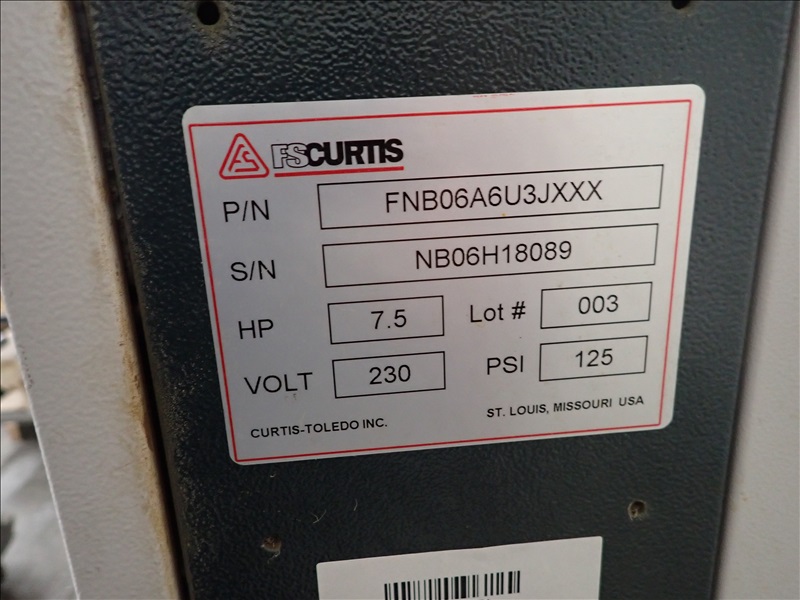 FS FSCURTIS
P/N FNB06A6U3JXXX
S/N NB06H18089
HP 7.5 Lot # 003
VOLT 230 PSI 125
CURTIS-TOLEDO INC. ST. LOUIS, MISSOURI USA